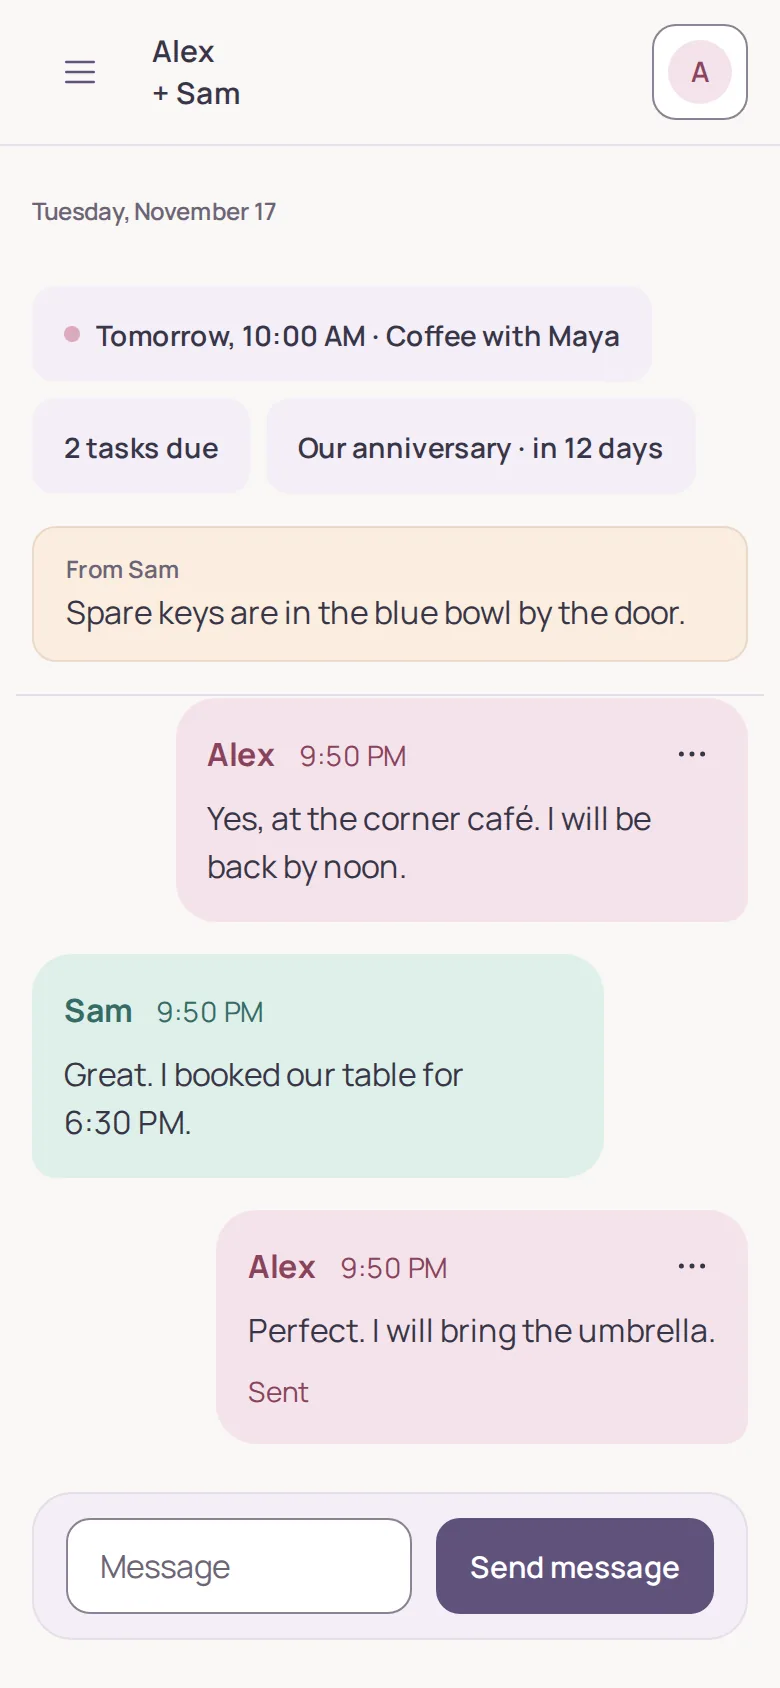 Alex
+ Sam
A
Tuesday, November 17
Tomorrow, 10:00 AM · Coffee with Maya
2 tasks due
Our anniversary · in 12 days
From Sam
Spare keys are in the blue bowl by the door.
Alex 9:50 PM
Yes, at the corner café. I will be
back by noon.
Sam 9:50 PM
Great. I booked our table for
6:30 PM.
Alex 9:50 PM
Perfect. I will bring the umbrella.
Sent
Message
Send message